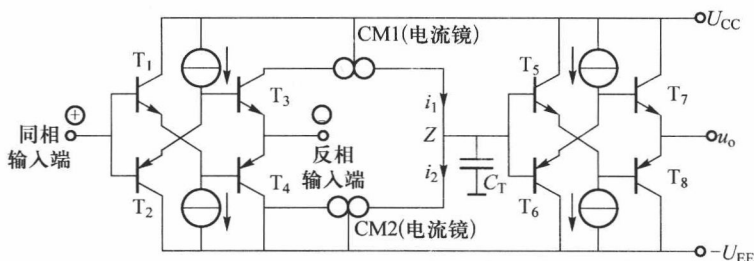 CM1(电流镜)
U_CC
T₁
T₃
T₅
T₇
+
−
i₁
同相
输入端
反相
输入端
Z
u_o
i₂
C_T
T₂
T₄
T₆
T₈
CM2(电流镜)
−U_EE